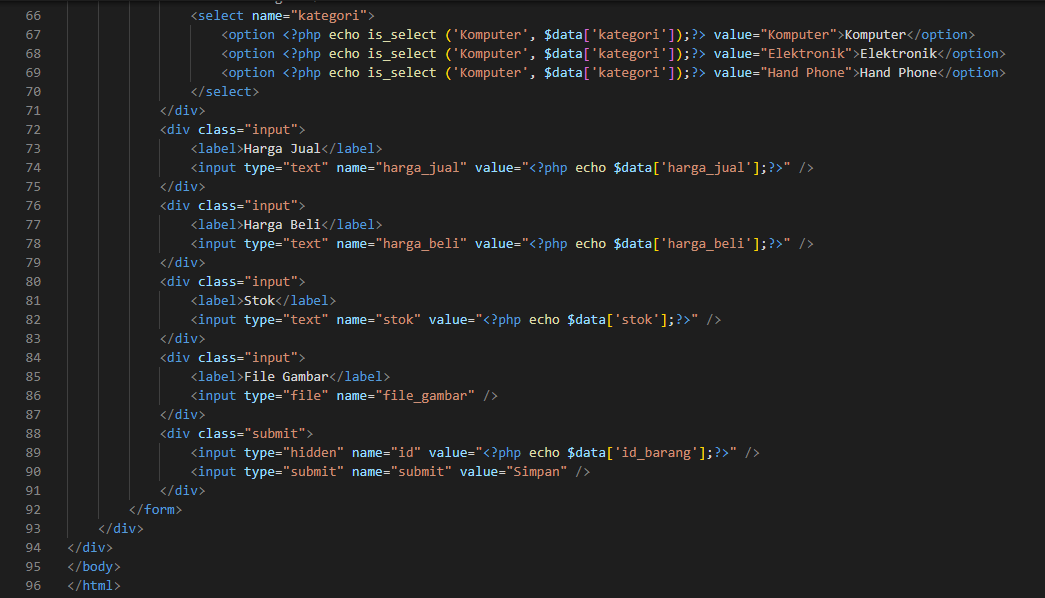 66 <select name="kategori">
67 <option <?php echo is_select ('Komputer', $data['kategori']);?> value="Komputer">Komputer</option>
68 <option <?php echo is_select ('Komputer', $data['kategori']);?> value="Elektronik">Elektronik</option>
69 <option <?php echo is_select ('Komputer', $data['kategori']);?> value="Hand Phone">Hand Phone</option>
70 </select>
71 </div>
72 <div class="input">
73 <label>Harga Jual</label>
74 <input type="text" name="harga_jual" value="<?php echo $data['harga_jual'];?>" />
75 </div>
76 <div class="input">
77 <label>Harga Beli</label>
78 <input type="text" name="harga_beli" value="<?php echo $data['harga_beli'];?>" />
79 </div>
80 <div class="input">
81 <label>Stok</label>
82 <input type="text" name="stok" value="<?php echo $data['stok'];?>" />
83 </div>
84 <div class="input">
85 <label>File Gambar</label>
86 <input type="file" name="file_gambar" />
87 </div>
88 <div class="submit">
89 <input type="hidden" name="id" value="<?php echo $data['id_barang'];?>" />
90 <input type="submit" name="submit" value="Simpan" />
91 </div>
92 </form>
93 </div>
94 </div>
95 </body>
96 </html>